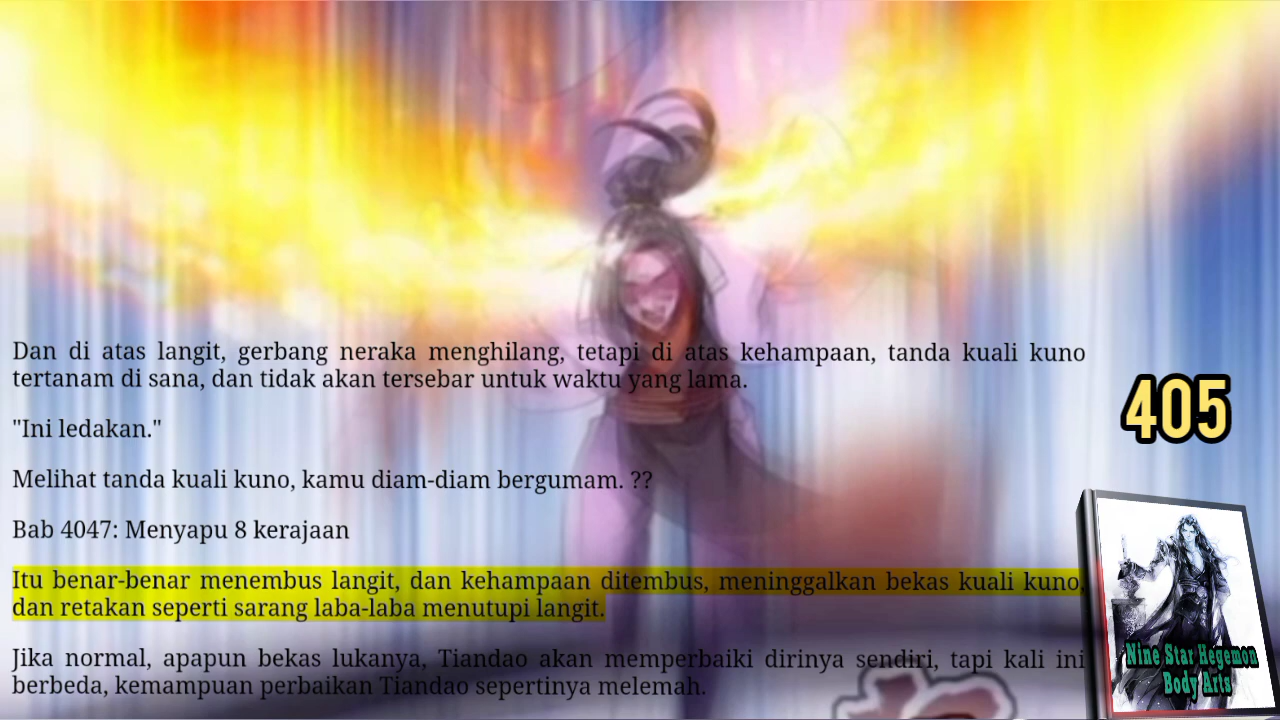 Dan di atas langit, gerbang neraka menghilang, tetapi di atas kehampaan, tanda kuali kuno
tertanam di sana, dan tidak akan tersebar untuk waktu yang lama.
"Ini ledakan."
Melihat tanda kuali kuno, kamu diam-diam bergumam. ??
Bab 4047: Menyapu 8 kerajaan
Itu benar-benar menembus langit, dan kehampaan ditembus, meninggalkan bekas kuali kuno,
dan retakan seperti sarang laba-laba menutupi langit.
Jika normal, apapun bekas lukanya, Tiandao akan memperbaiki dirinya sendiri, tapi kali ini
berbeda, kemampuan perbaikan Tiandao sepertinya melemah.
405
Nine Star Hegemon
Body Arts